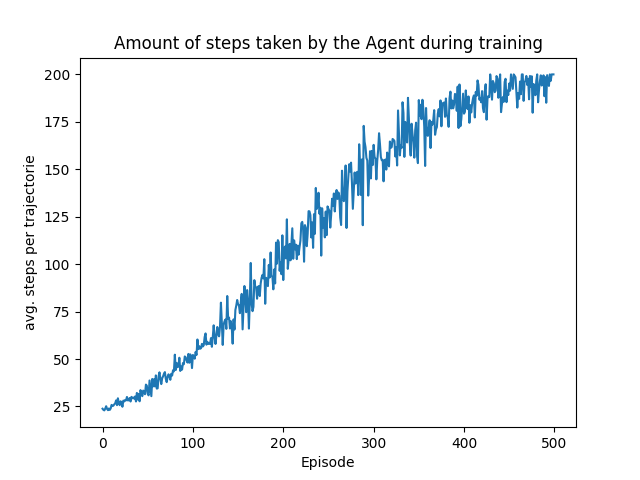 Amount of steps taken by the Agent during training
200
175
150
125
100
75
50
25
avg. steps per trajectorie
0 100 200 300 400 500
Episode